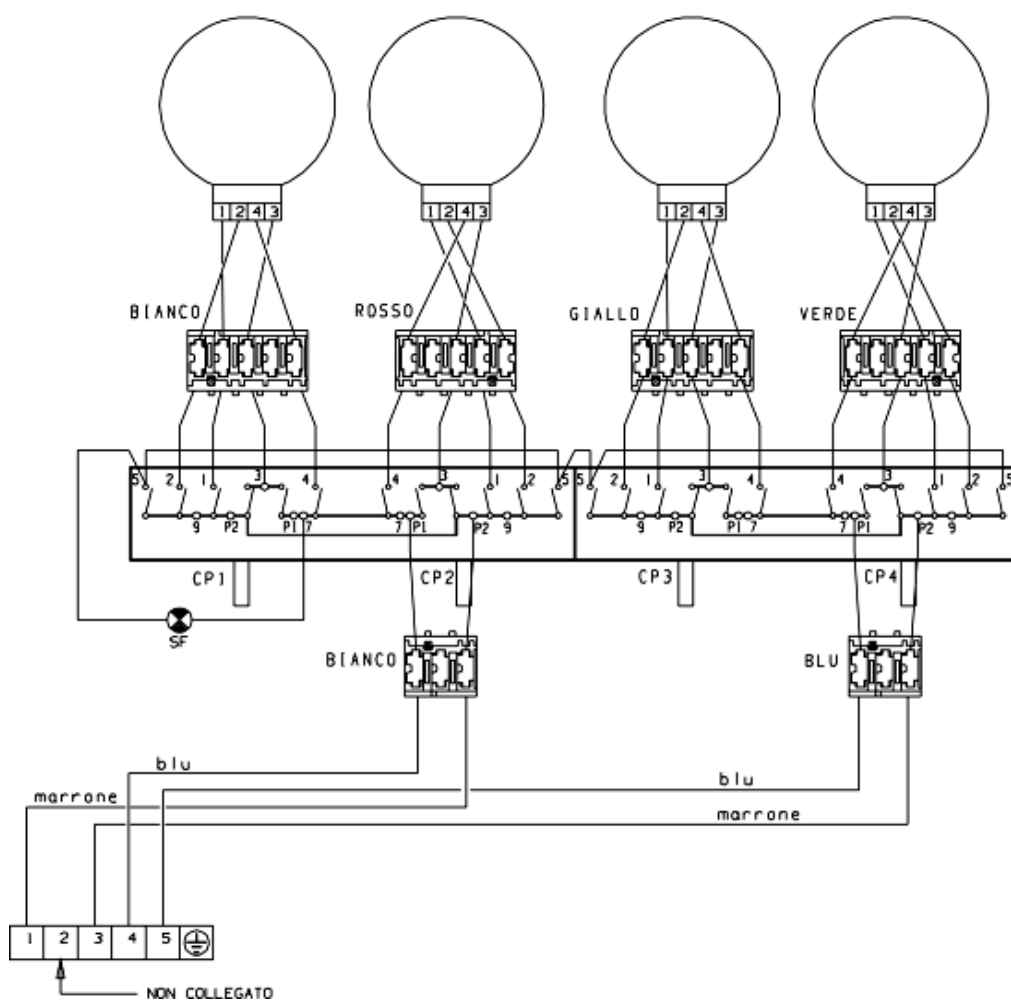 1 2 4 3 1 2 4 3 1 2 4 3 1 2 4 3
BIANCO ROSSO GIALLO VERDE
5 2 1 3 4 4 3 1 2 5 5 2 1 3 4 4 3 1 2 5
9 P2 P1 7 7 P1 P2 9 9 P2 P1 7 7 P1 P2 9
CP1 CP2 CP3 CP4
SF
BIANCO BLU
blu
blu
marrone
marrone
1 2 3 4 5
NON COLLEGATO